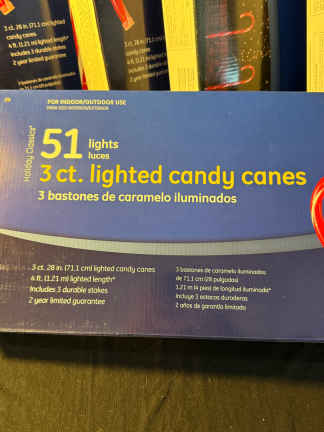 3 ct. 28 in. (71.1 cm) lighted
candy canes
4 ft. (1.21 m) lighted length*
Includes 3 durable stakes
2 year limited guarantee
FOR INDOOR/OUTDOOR USE
PARA USO INTERIOR/EXTERIOR
Holiday Classics®
51 lights
luces
3 ct. lighted candy canes
3 bastones de caramelo iluminados
3 ct. 28 in. (71.1 cm) lighted candy canes
4 ft. (1.21 m) lighted length*
Includes 3 durable stakes
2 year limited guarantee
3 bastones de caramelo iluminados
de 71.1 cm (28 pulgadas)
1.21 m (4 pies) de longitud iluminada*
Incluye 3 estacas duraderas
2 años de garantía limitada